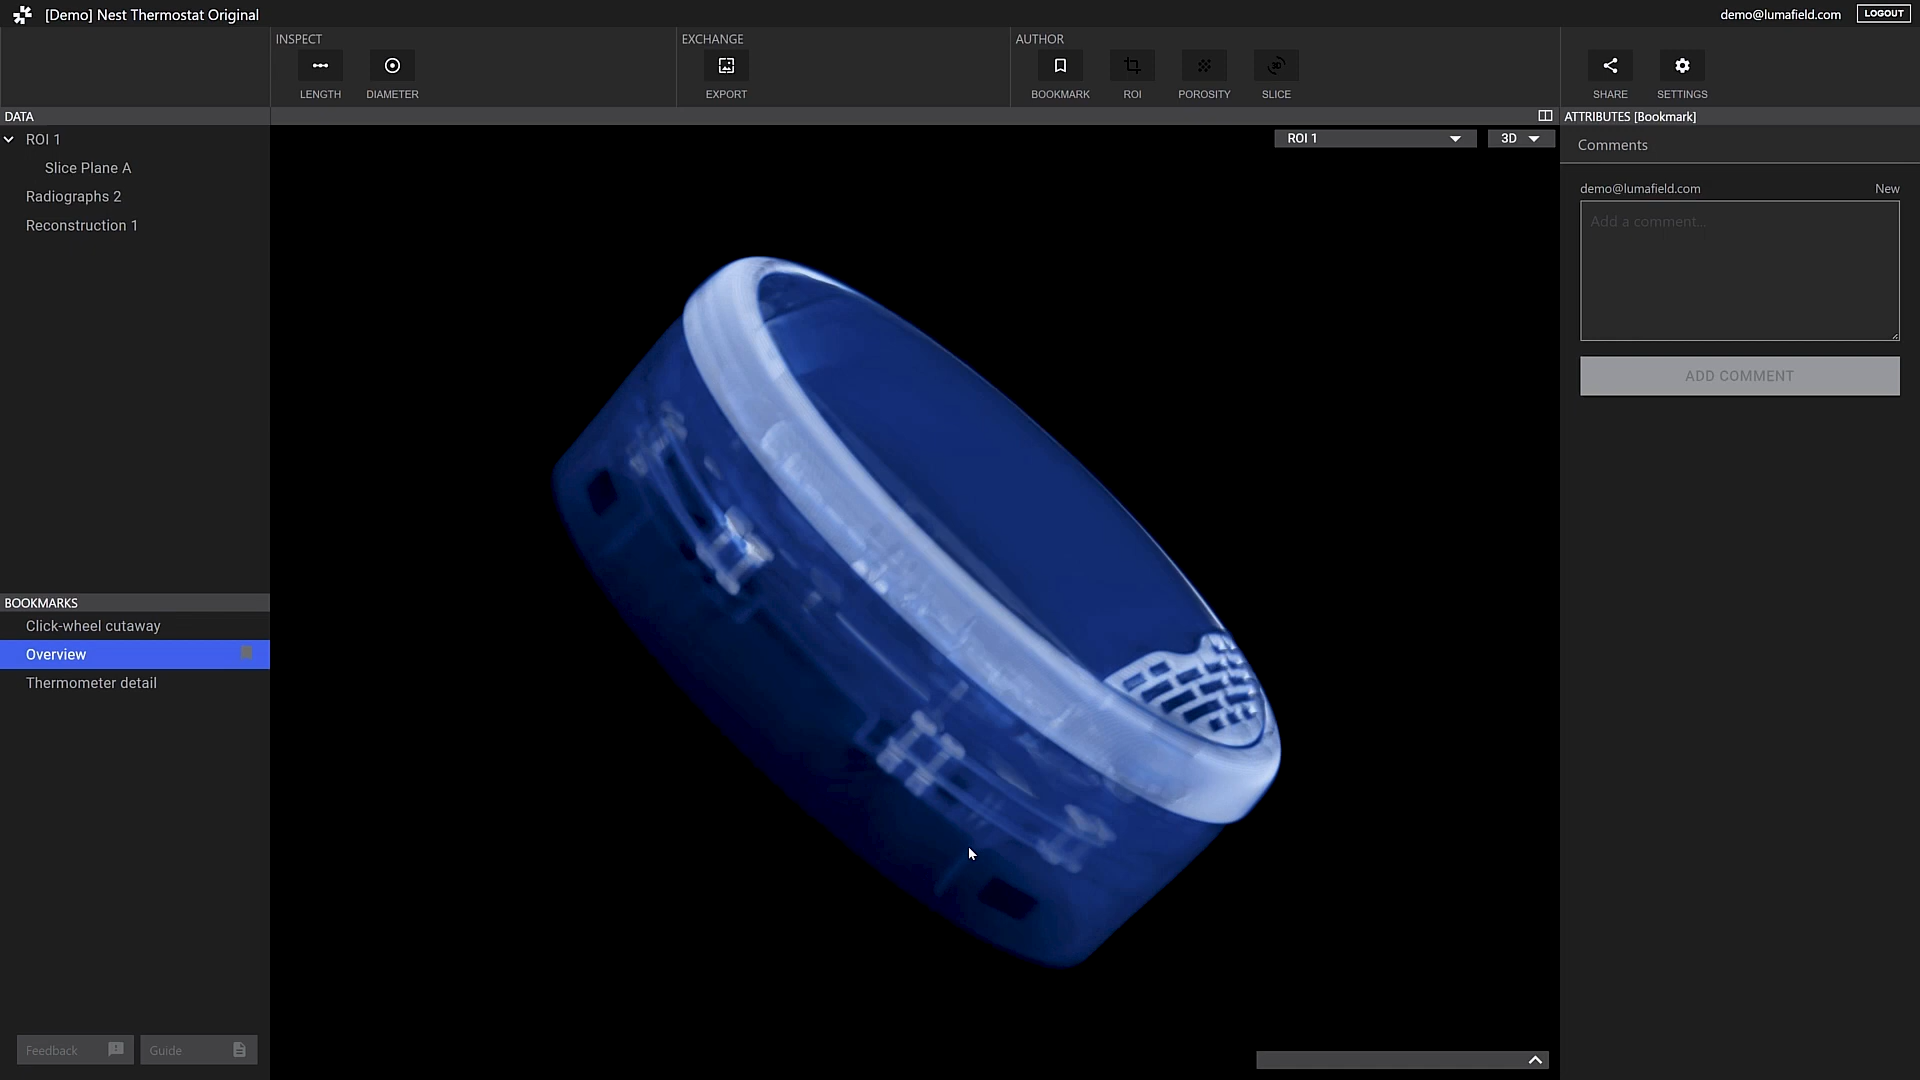 [Demo] Nest Thermostat Original
demo@lumafield.com
LOGOUT
INSPECT
LENGTH
DIAMETER
EXCHANGE
EXPORT
AUTHOR
BOOKMARK
ROI
POROSITY
3D
SLICE
SHARE
SETTINGS
DATA
ROI 1
Slice Plane A
Radiographs 2
Reconstruction 1
BOOKMARKS
Click-wheel cutaway
Overview
Thermometer detail
Feedback
Guide
ROI 1
3D
ATTRIBUTES [Bookmark]
Comments
demo@lumafield.com New
Add a comment...
ADD COMMENT